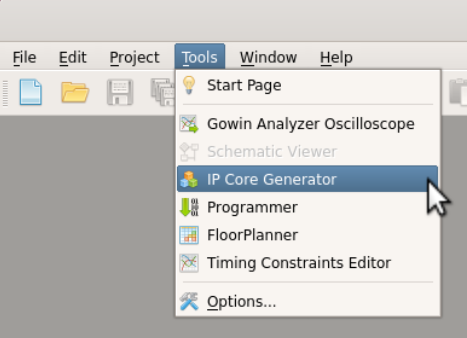 File Edit Project Tools Window Help
Start Page
Gowin Analyzer Oscilloscope
Schematic Viewer
IP Core Generator
Programmer
FloorPlanner
Timing Constraints Editor
Options...